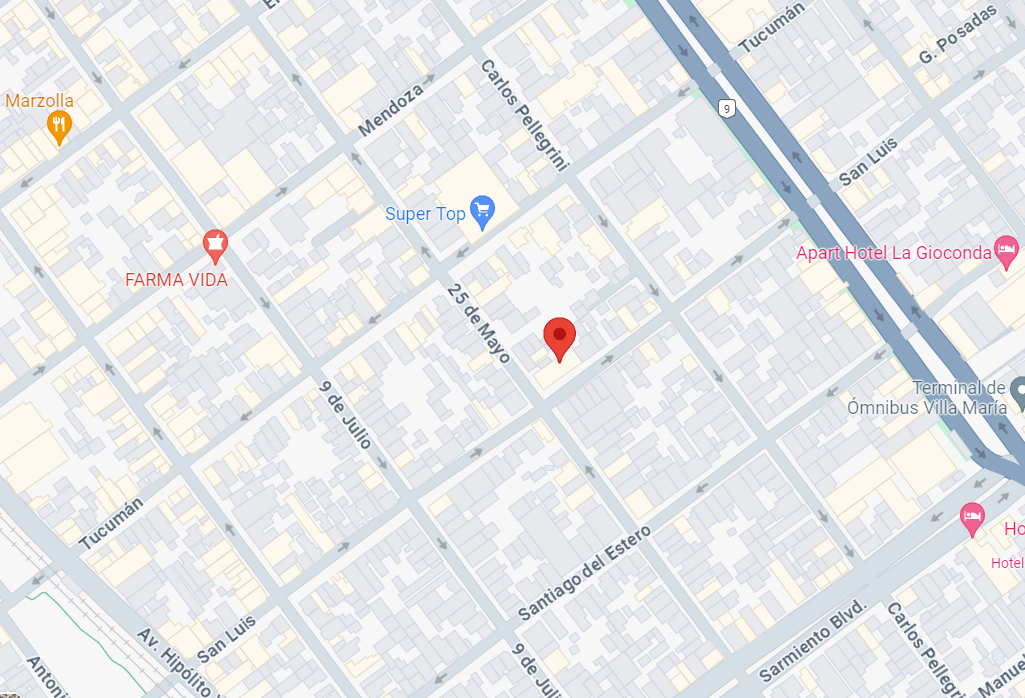 Tucumán
G. Posadas
Carlos Pellegrini
Marzolla
Mendoza
9
San Luis
Super Top
Apart Hotel La Gioconda
FARMA VIDA
25 de Mayo
9 de Julio
Terminal de
Ómnibus Villa María
Tucumán
Santiago del Estero
Ho
Hotel
San Luis
Av. Hipólito
Sarmiento Blvd.
Carlos Pelleg
9 de Juli
Antoni
Manuel